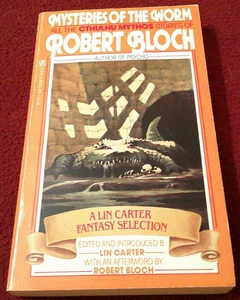 MYSTERIES OF THE WORM
ALL THE CTHULHU MYTHOS STORIES OF
ROBERT BLOCH
AUTHOR OF PSYCHO
A LIN CARTER
FANTASY SELECTION
EDITED AND INTRODUCED BY
LIN CARTER
WITH AN AFTERWORD BY
ROBERT BLOCH